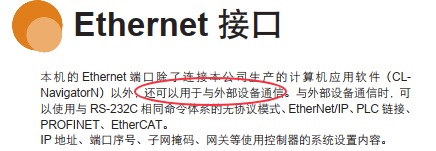 Ethernet 接口
本机的 Ethernet 端口除了连接本公司生产的计算机应用软件（CL-
NavigatorN）以外，还可以用于与外部设备通信。与外部设备通信时，可
以使用与 RS-232C 相同命令体系的无协议模式、EtherNet/IP、PLC 链接、
PROFINET、EtherCAT。
IP 地址、端口序号、子网掩码、网关等使用控制器的系统设置内容。